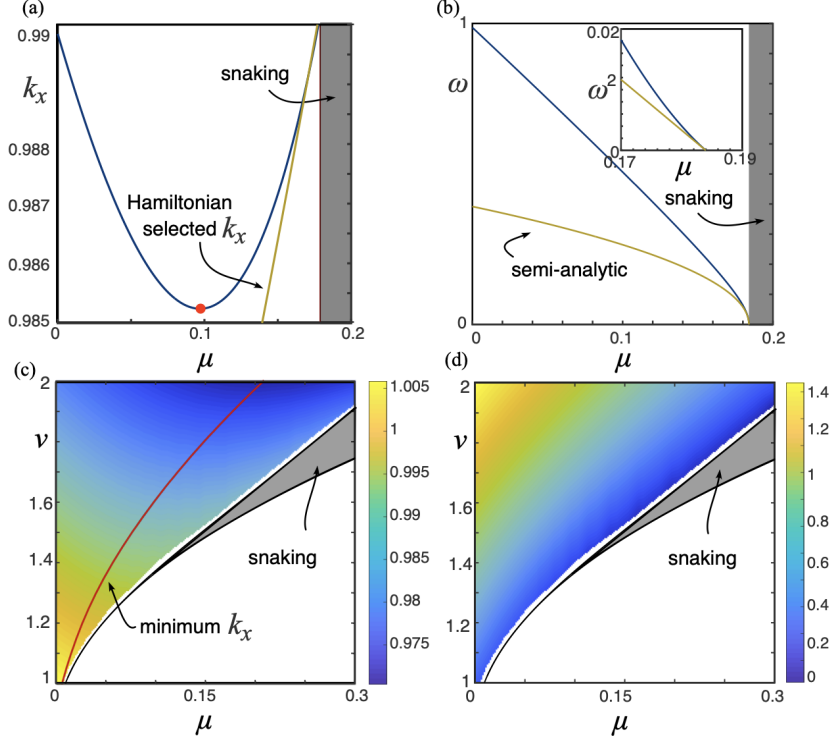 (a)
0.99
k_x
0.988
0.987
0.986
0.985
snaking
Hamiltonian
selected k_x
0
0.1
0.2
μ
(b)
1
ω
0
0.02
ω²
0
0.17
0.19
μ
snaking
semi-analytic
0
0.1
0.2
μ
(c)
2
ν
1.8
1.6
1.4
1.2
1
snaking
minimum k_x
0
0.15
0.3
μ
1.005
1
0.995
0.99
0.985
0.98
0.975
(d)
2
ν
1.8
1.6
1.4
1.2
1
snaking
0
0.15
0.3
μ
1.4
1.2
1
0.8
0.6
0.4
0.2
0